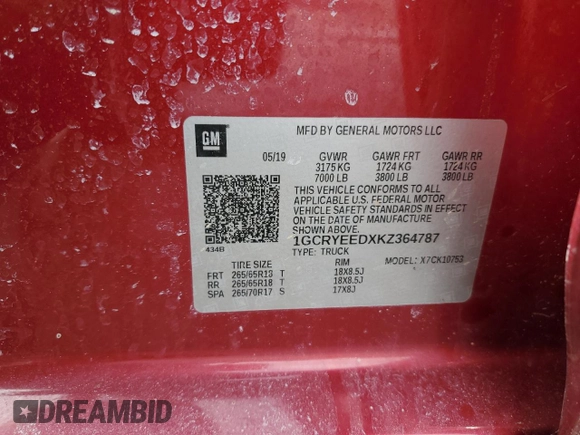 GM
MFD BY GENERAL MOTORS LLC
05/19 GVWR GAWR FRT GAWR RR
3175 KG 1724 KG 1724 KG
7000 LB 3800 LB 3800 LB
THIS VEHICLE CONFORMS TO ALL
APPLICABLE U.S. FEDERAL MOTOR
VEHICLE SAFETY STANDARDS IN EFFECT
ON THE DATE OF MANUFACTURE
SHOWN ABOVE.
1GCRYEEDXKZ364787
434B
TYPE: TRUCK
MODEL: X7CK10753
TIRE SIZE RIM
FRT 265/65R18 T 18X8.5J
RR 265/65R18 T 18X8.5J
SPA 265/70R17 S 17X8J
DREAMBID